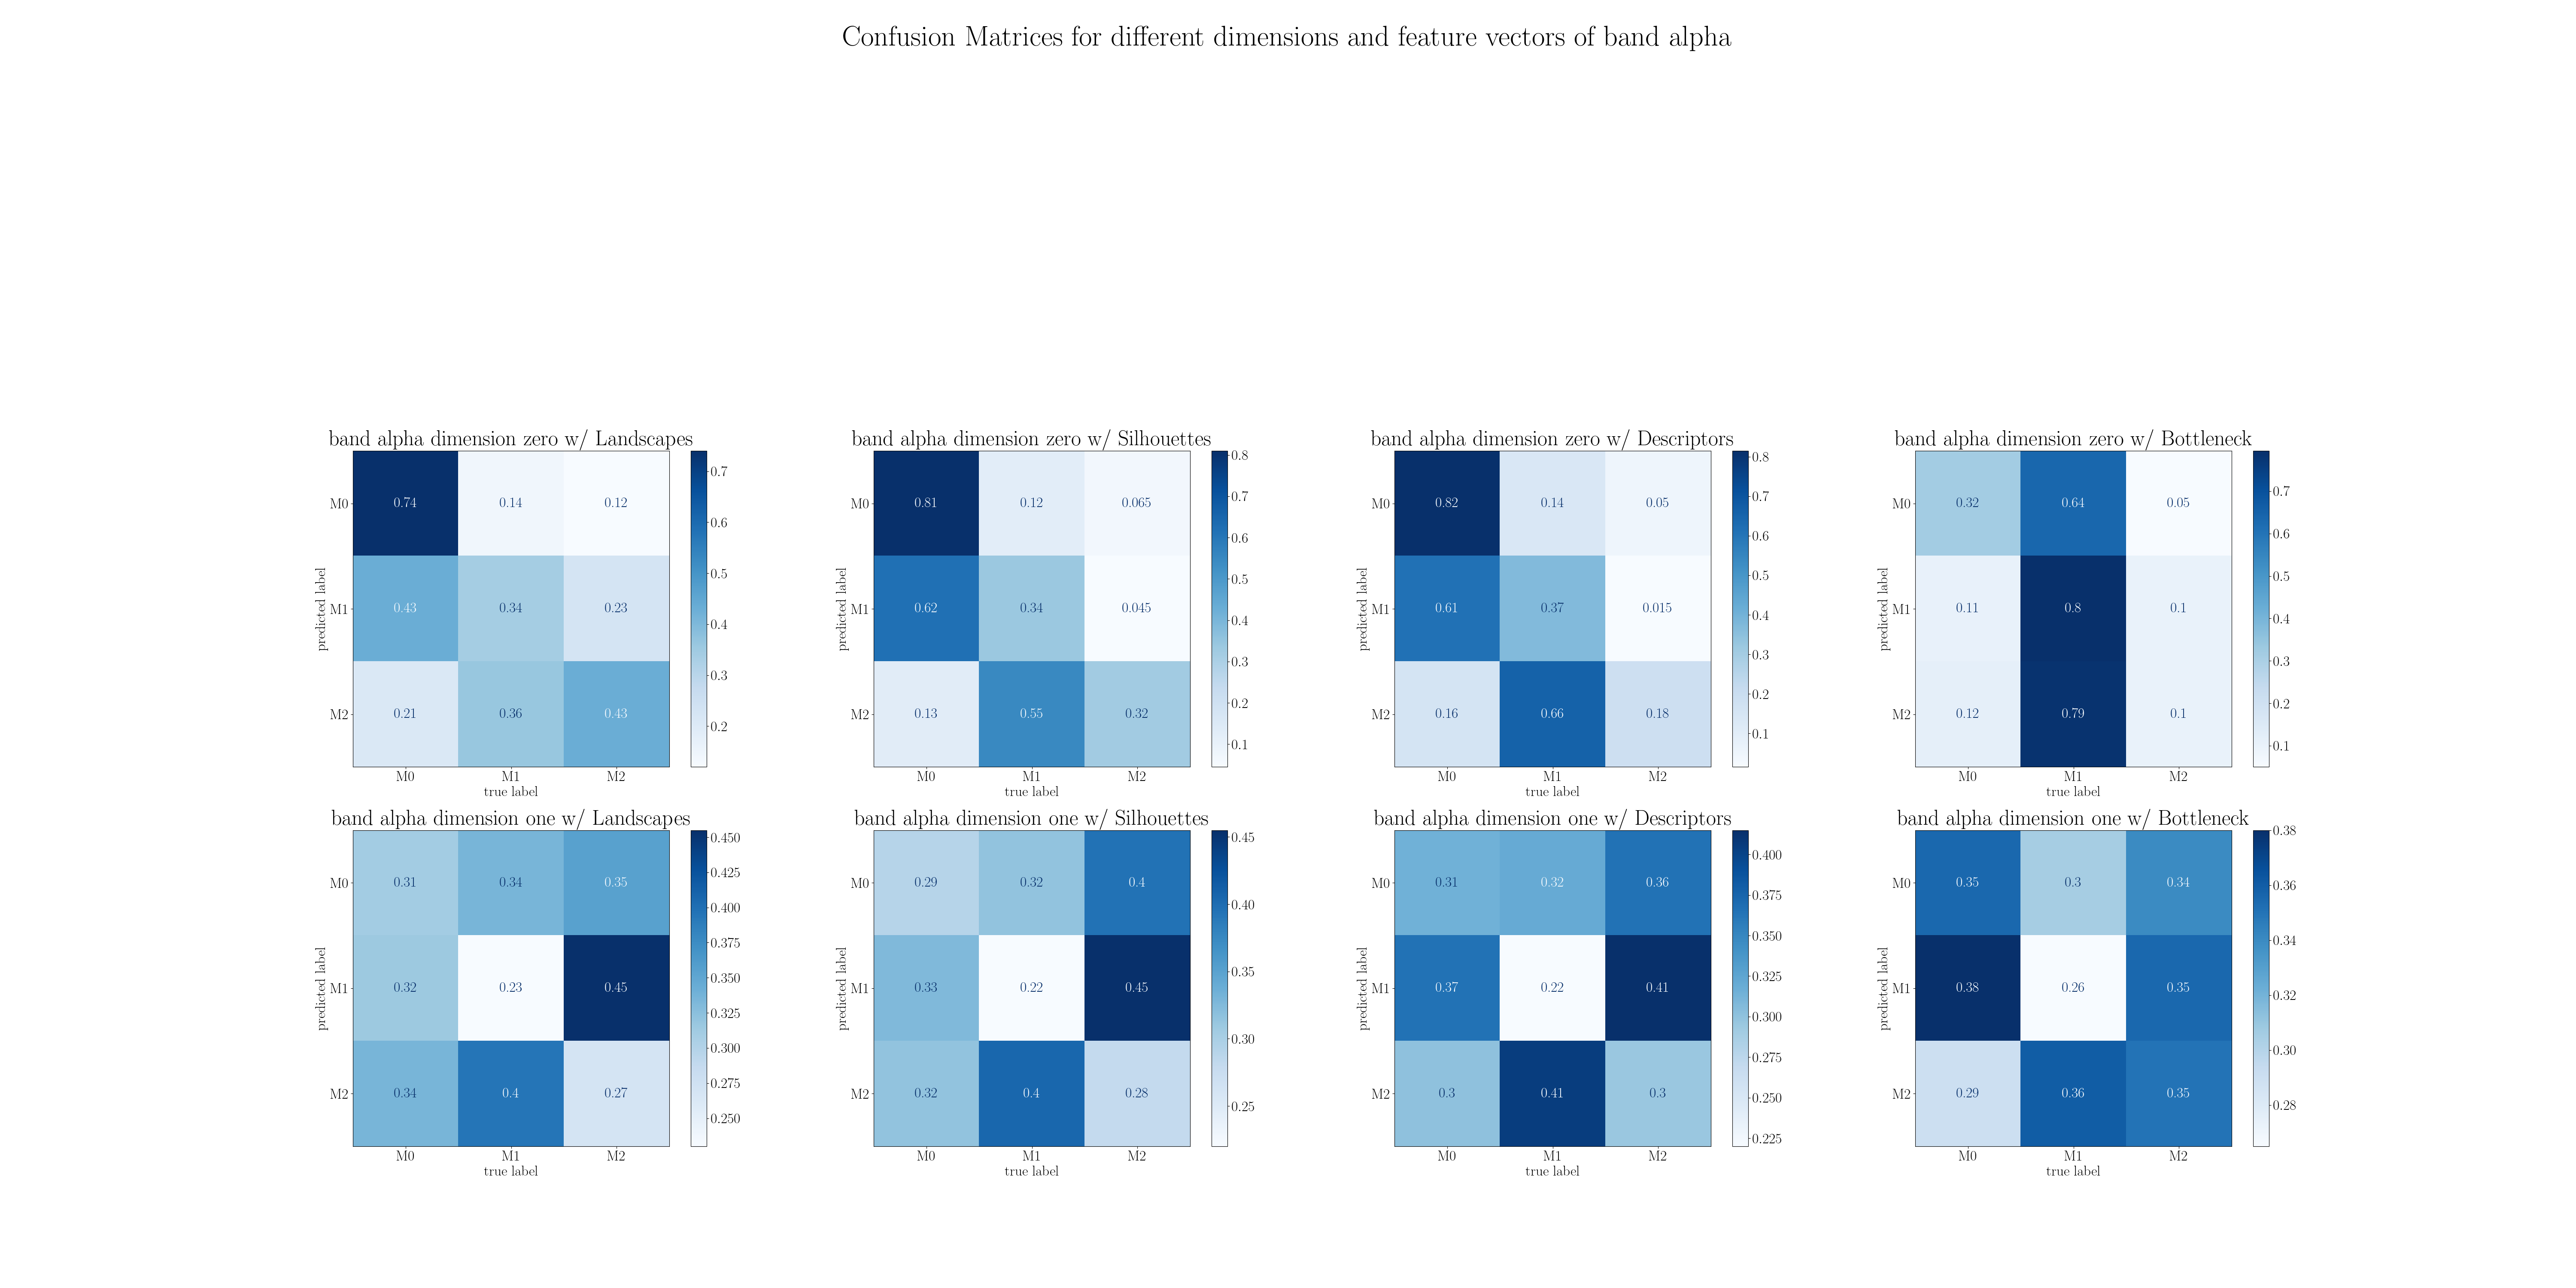 Confusion Matrices for different dimensions and feature vectors of band alpha
band alpha dimension zero w/ Landscapes
predicted label
M0 0.74 0.14 0.12
M1 0.43 0.34 0.23
M2 0.21 0.36 0.43
M0 M1 M2
true label
0.7
0.6
0.5
0.4
0.3
0.2
band alpha dimension zero w/ Silhouettes
predicted label
M0 0.81 0.12 0.065
M1 0.62 0.34 0.045
M2 0.13 0.55 0.32
M0 M1 M2
true label
0.8
0.7
0.6
0.5
0.4
0.3
0.2
0.1
band alpha dimension zero w/ Descriptors
predicted label
M0 0.82 0.14 0.05
M1 0.61 0.37 0.015
M2 0.16 0.66 0.18
M0 M1 M2
true label
0.8
0.7
0.6
0.5
0.4
0.3
0.2
0.1
band alpha dimension zero w/ Bottleneck
predicted label
M0 0.32 0.64 0.05
M1 0.11 0.8 0.1
M2 0.12 0.79 0.1
M0 M1 M2
true label
0.7
0.6
0.5
0.4
0.3
0.2
0.1
band alpha dimension one w/ Landscapes
predicted label
M0 0.31 0.34 0.35
M1 0.32 0.23 0.45
M2 0.34 0.4 0.27
M0 M1 M2
true label
0.450
0.425
0.400
0.375
0.350
0.325
0.300
0.275
0.250
band alpha dimension one w/ Silhouettes
predicted label
M0 0.29 0.32 0.4
M1 0.33 0.22 0.45
M2 0.32 0.4 0.28
M0 M1 M2
true label
0.45
0.40
0.35
0.30
0.25
band alpha dimension one w/ Descriptors
predicted label
M0 0.31 0.32 0.36
M1 0.37 0.22 0.41
M2 0.3 0.41 0.3
M0 M1 M2
true label
0.400
0.375
0.350
0.325
0.300
0.275
0.250
0.225
band alpha dimension one w/ Bottleneck
predicted label
M0 0.35 0.3 0.34
M1 0.38 0.26 0.35
M2 0.29 0.36 0.35
M0 M1 M2
true label
0.38
0.36
0.34
0.32
0.30
0.28